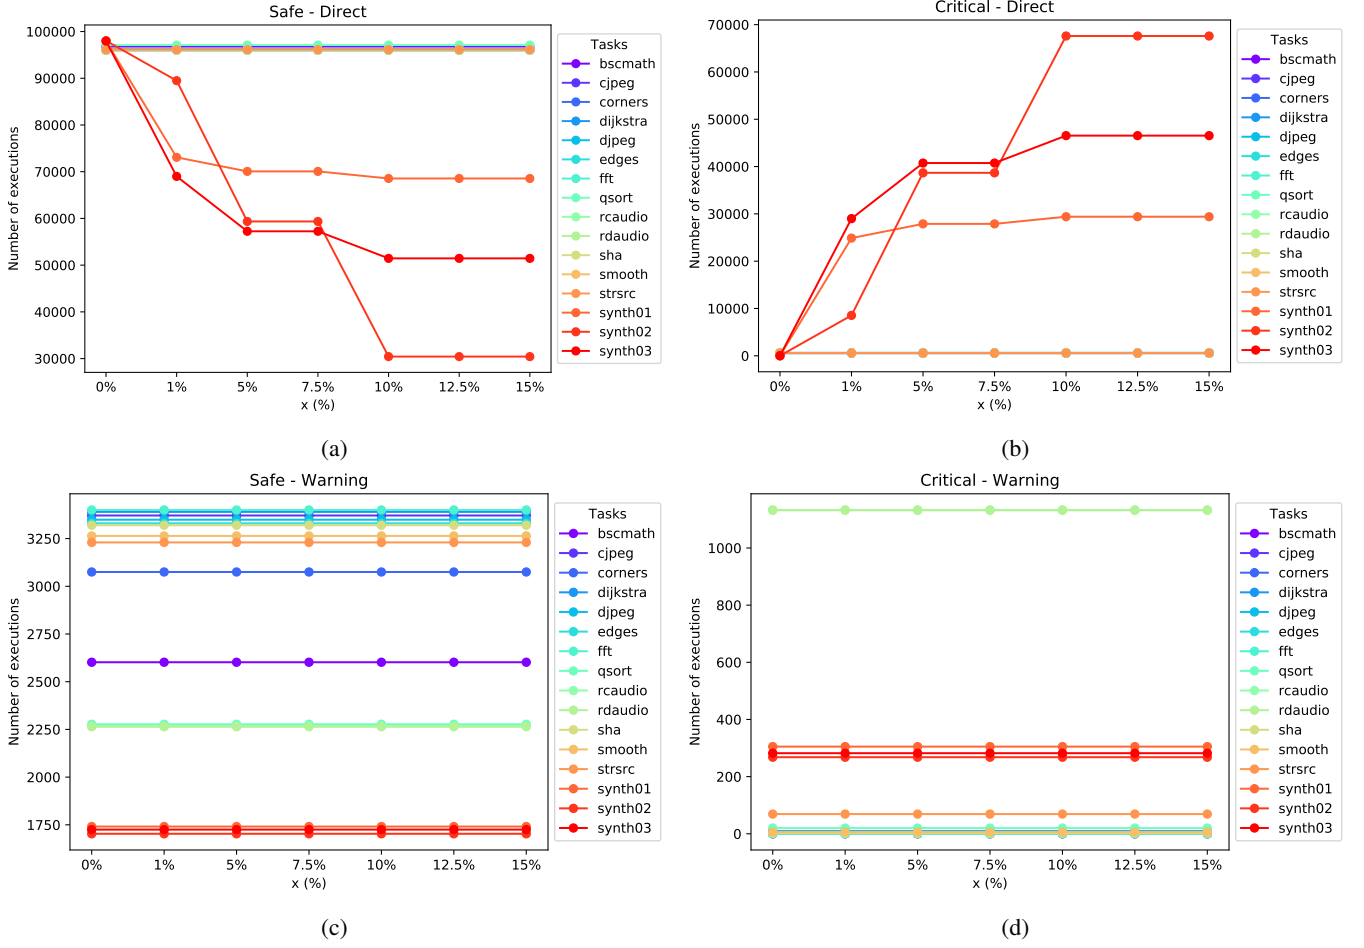 Safe - Direct
100000
90000
80000
70000
60000
50000
40000
30000
Number of executions
0% 1% 5% 7.5% 10% 12.5% 15%
x (%)
Tasks
bscmath
cjpeg
corners
dijkstra
djpeg
edges
fft
qsort
rcaudio
rdaudio
sha
smooth
strsrc
synth01
synth02
synth03
(a)
Critical - Direct
70000
60000
50000
40000
30000
20000
10000
0
Number of executions
0% 1% 5% 7.5% 10% 12.5% 15%
x (%)
Tasks
bscmath
cjpeg
corners
dijkstra
djpeg
edges
fft
qsort
rcaudio
rdaudio
sha
smooth
strsrc
synth01
synth02
synth03
(b)
Safe - Warning
3250
3000
2750
2500
2250
2000
1750
Number of executions
0% 1% 5% 7.5% 10% 12.5% 15%
x (%)
Tasks
bscmath
cjpeg
corners
dijkstra
djpeg
edges
fft
qsort
rcaudio
rdaudio
sha
smooth
strsrc
synth01
synth02
synth03
(c)
Critical - Warning
1000
800
600
400
200
0
Number of executions
0% 1% 5% 7.5% 10% 12.5% 15%
x (%)
Tasks
bscmath
cjpeg
corners
dijkstra
djpeg
edges
fft
qsort
rcaudio
rdaudio
sha
smooth
strsrc
synth01
synth02
synth03
(d)